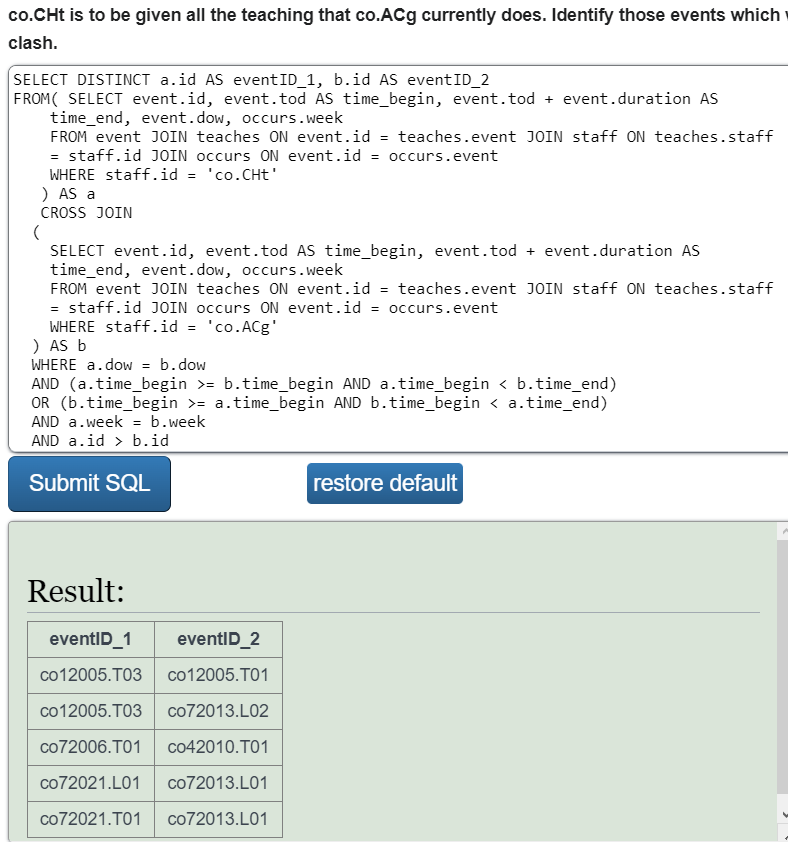 co.CHt is to be given all the teaching that co.ACg currently does. Identify those events which
clash.
SELECT DISTINCT a.id AS eventID_1, b.id AS eventID_2
FROM( SELECT event.id, event.tod AS time_begin, event.tod + event.duration AS
time_end, event.dow, occurs.week
FROM event JOIN teaches ON event.id = teaches.event JOIN staff ON teaches.staff
= staff.id JOIN occurs ON event.id = occurs.event
WHERE staff.id = 'co.CHt'
) AS a
CROSS JOIN
(
SELECT event.id, event.tod AS time_begin, event.tod + event.duration AS
time_end, event.dow, occurs.week
FROM event JOIN teaches ON event.id = teaches.event JOIN staff ON teaches.staff
= staff.id JOIN occurs ON event.id = occurs.event
WHERE staff.id = 'co.ACg'
) AS b
WHERE a.dow = b.dow
AND (a.time_begin >= b.time_begin AND a.time_begin < b.time_end)
OR (b.time_begin >= a.time_begin AND b.time_begin < a.time_end)
AND a.week = b.week
AND a.id > b.id
Submit SQL restore default
Result:
eventID_1 eventID_2
co12005.T03 co12005.T01
co12005.T03 co72013.L02
co72006.T01 co42010.T01
co72021.L01 co72013.L01
co72021.T01 co72013.L01